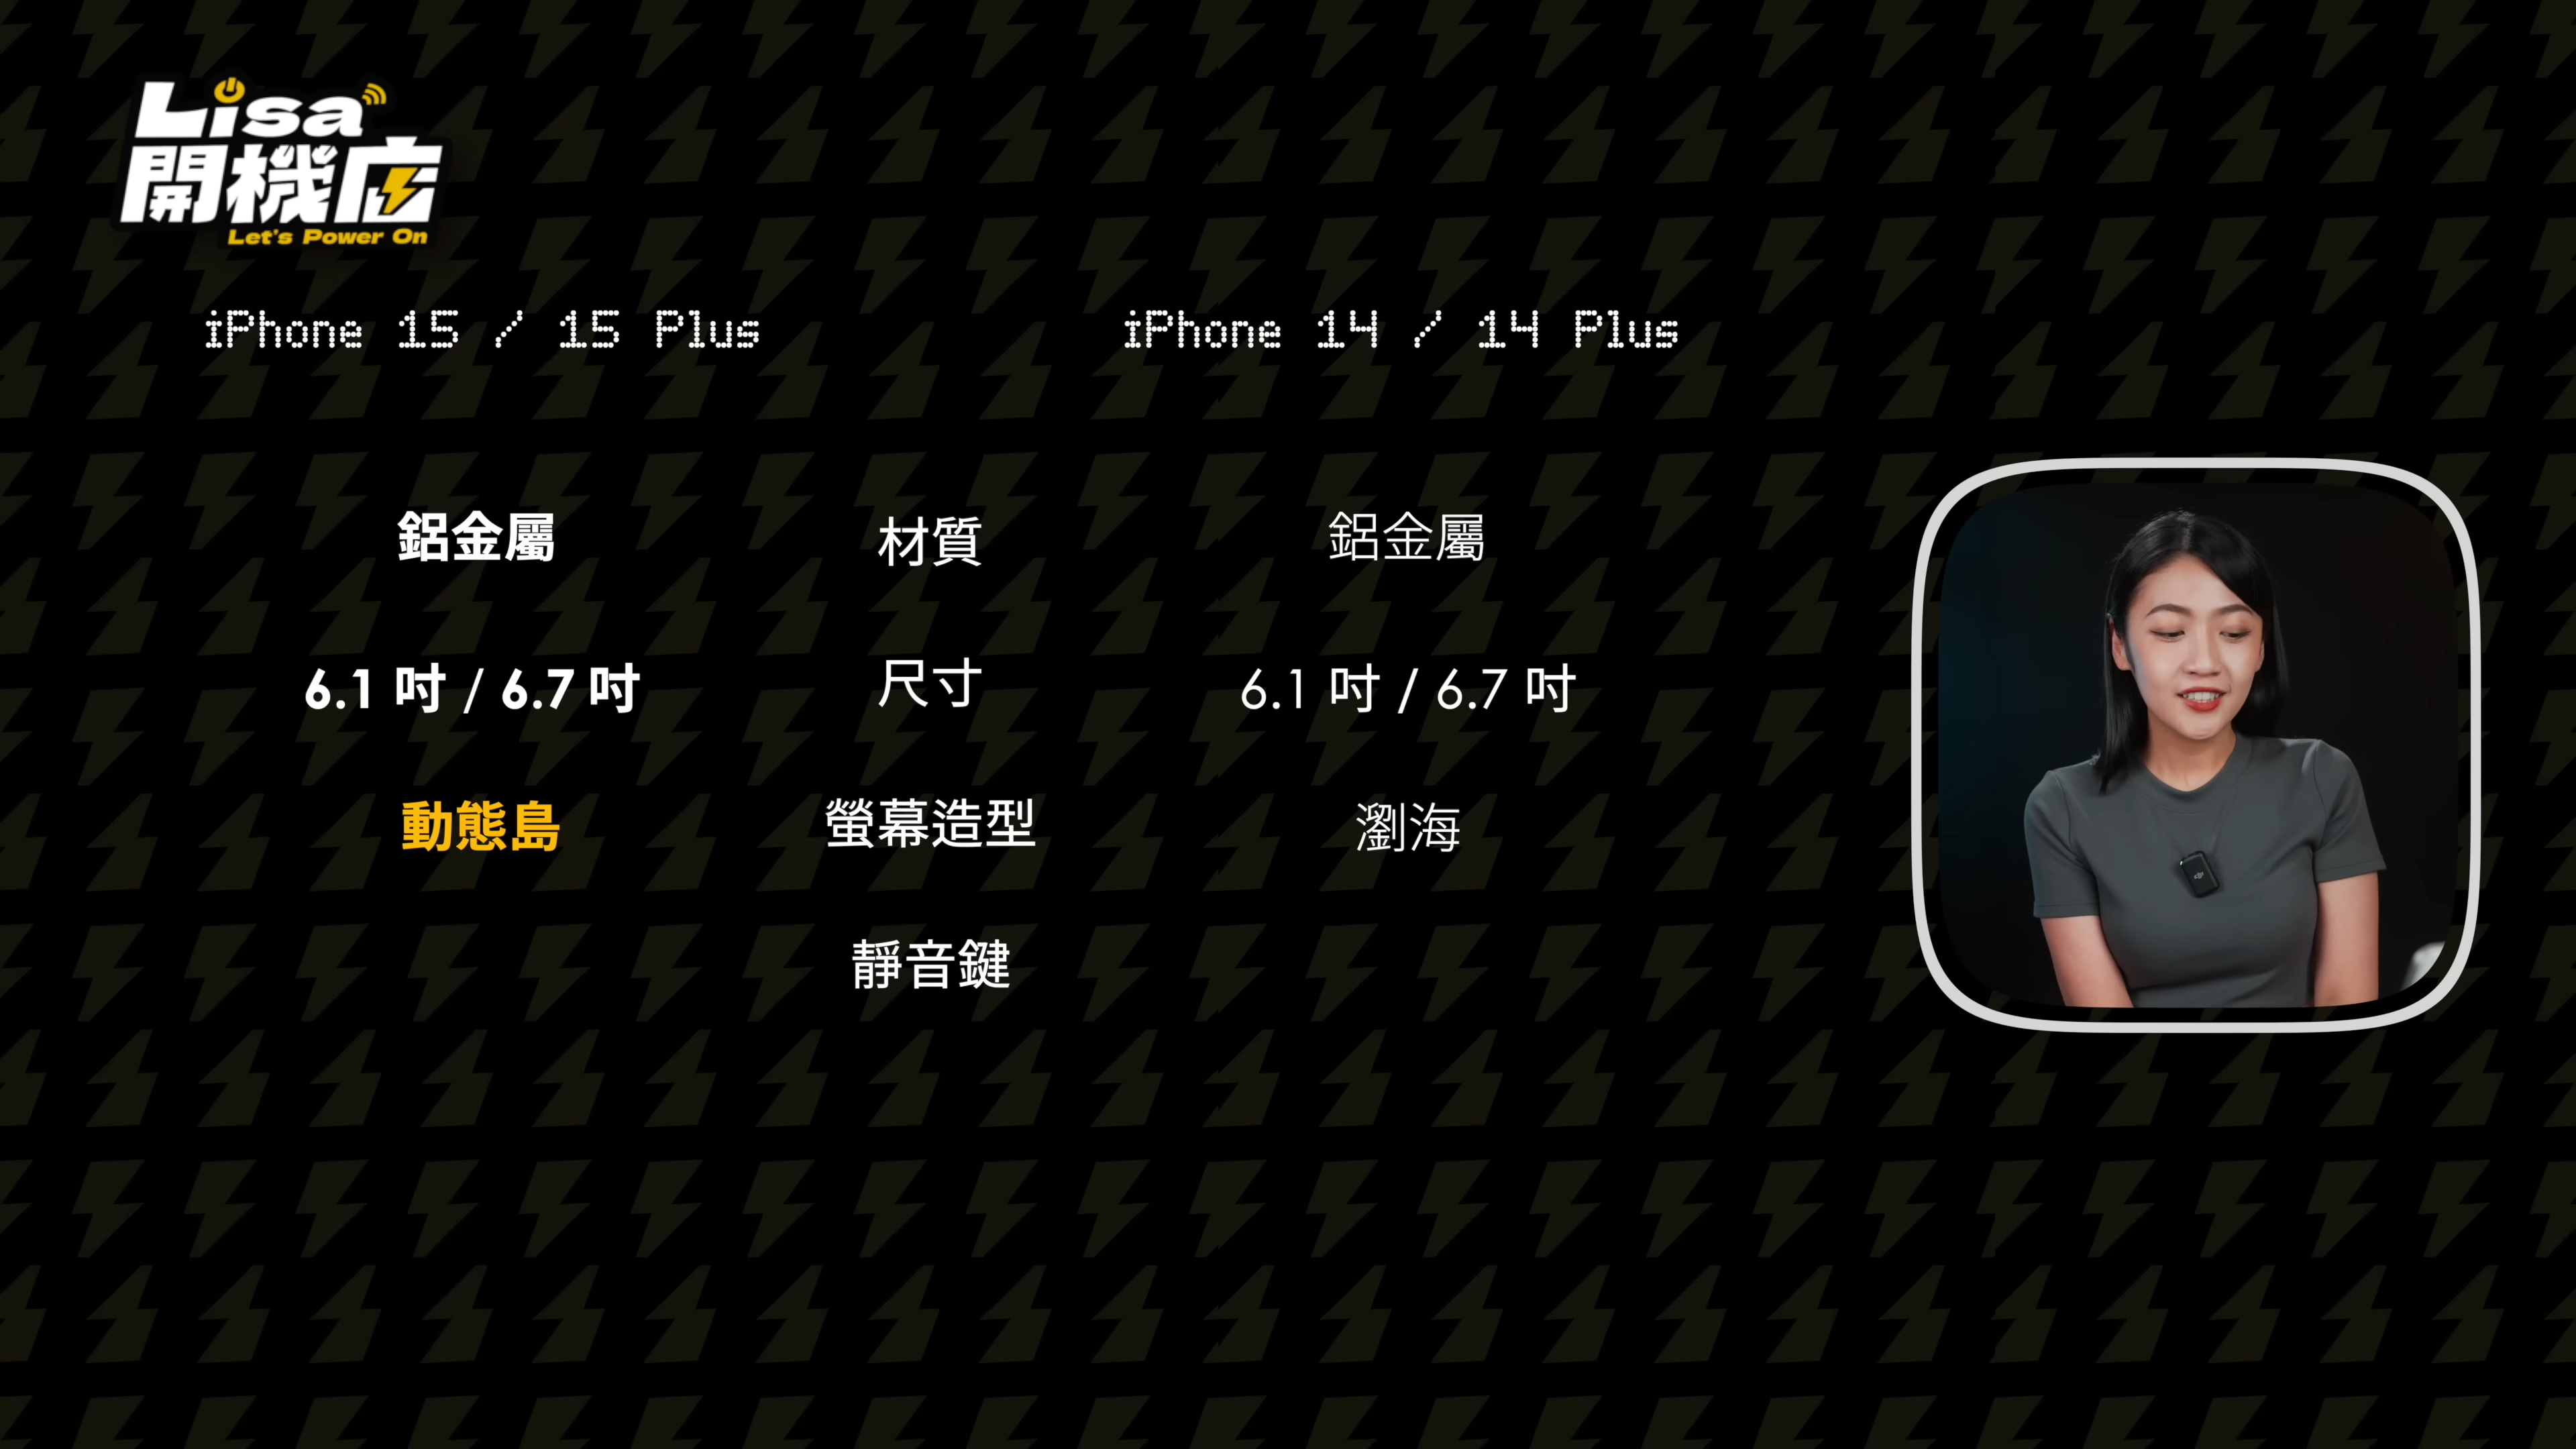 Lisa
開機店
Let's Power On
iPhone 15 / 15 Plus
iPhone 14 / 14 Plus
鋁金屬 材質 鋁金屬
6.1 吋 / 6.7 吋 尺寸 6.1 吋 / 6.7 吋
動態島 螢幕造型 瀏海
靜音鍵